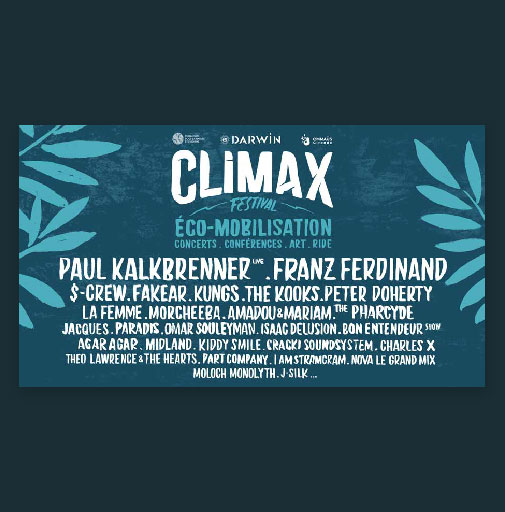 DARWIN
CLIMAX
FESTIVAL
ÉCO-MOBILISATION
CONCERTS . CONFÉRENCES . ART . RIDE
PAUL KALKBRENNER LIVE . FRANZ FERDINAND
$-CREW . FAKEAR . KUNGS . THE KOOKS . PETER DOHERTY
LA FEMME . MORCHEEBA . AMADOU & MARIAM . THE PHARCYDE
JACQUES . PARADIS . OMAR SOULEYMAN . ISAAC DELUSION . BON ENTENDEUR SHOW
AGAR AGAR . MIDLAND . KIDDY SMILE . CRACKI SOUNDSYSTEM . CHARLES X
THEO LAWRENCE & THE HEARTS . PART COMPANY . I AM STRAMGRAM . NOVA LE GRAND MIX
MOLOCH MONOLYTH . J-SILK ...